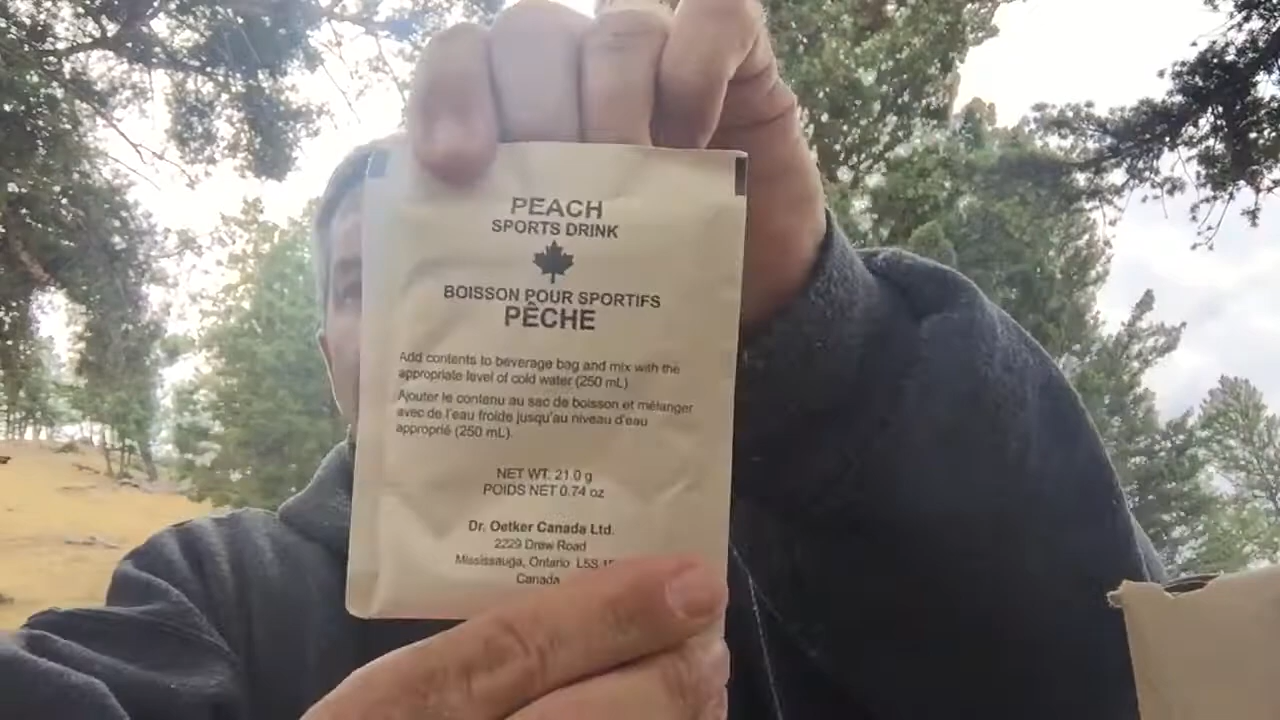 PEACH
SPORTS DRINK
BOISSON POUR SPORTIFS
PÊCHE
Add contents to beverage bag and mix with the
appropriate level of cold water (250 mL)
Ajouter le contenu au sac de boisson et mélanger
avec de l'eau froide jusqu'au niveau d'eau
approprié (250 mL).
NET WT. 21.0 g
POIDS NET 0.74 oz
Dr. Oetker Canada Ltd.
2229 Drew Road
Mississauga, Ontario L5S
Canada